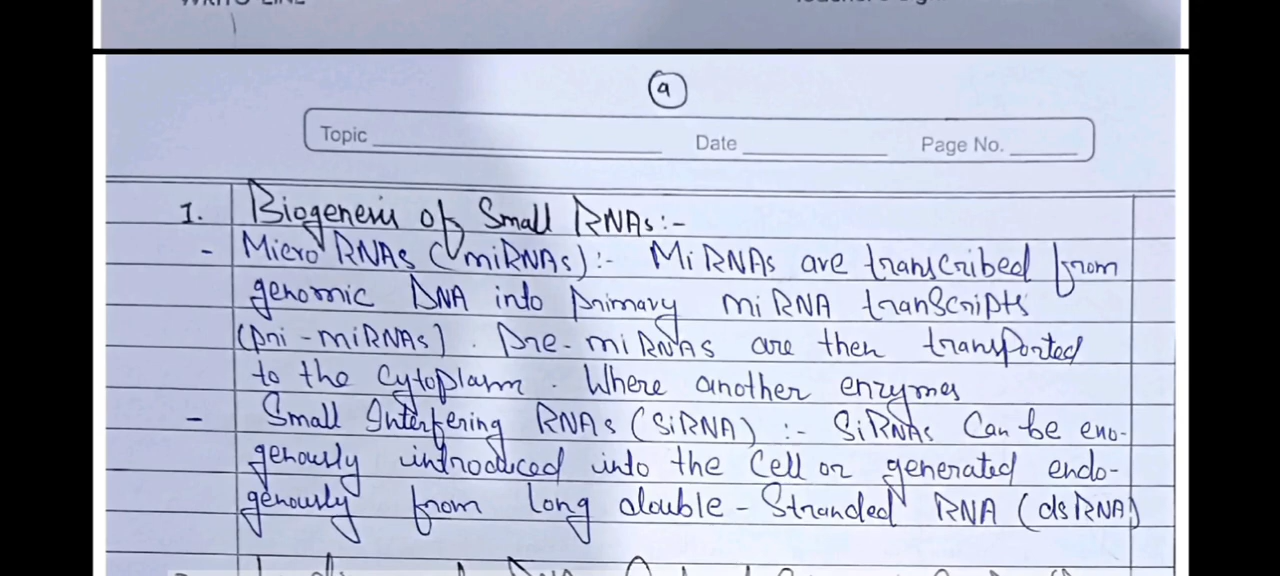 9
Topic Date Page No.
1. Biogenesis of Small RNAs:-
- Micro RNAs (miRNAs):- MiRNAs are transcribed from
genomic DNA into primary miRNA transcripts
(pri-miRNAs). Pre-miRNAs are then transported
to the cytoplasm. Where another enzymes
- Small Interfering RNAs (SiRNA) :- SiRNAs Can be exo-
genously introduced into the Cell or generated endo-
genously from long double-Stranded RNA (dsRNA)